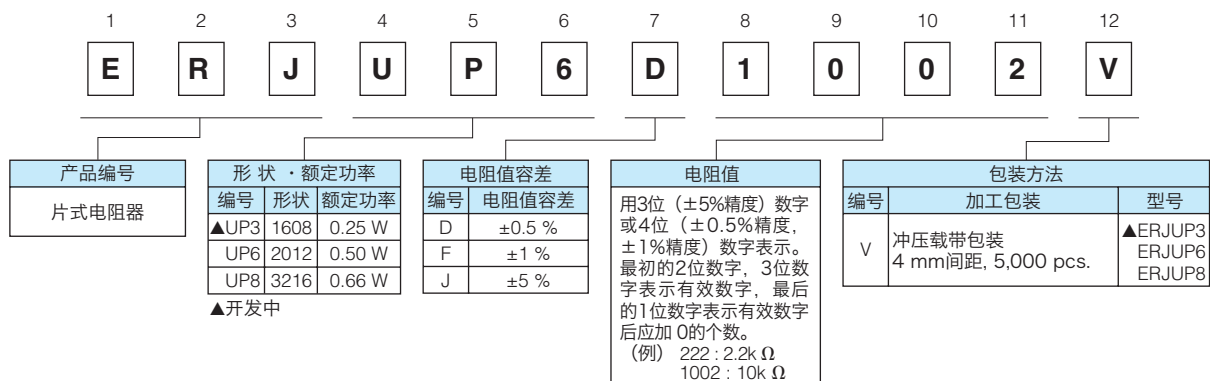 1 2 3 4 5 6 7 8 9 10 11 12
E R J U P 6 D 1 0 0 2 V
产品编号
片式电阻器
形 状 · 额定功率
编号 形状 额定功率
▲UP3 1608 0.25 W
UP6 2012 0.50 W
UP8 3216 0.66 W
▲开发中
电阻值容差
编号 电阻值容差
D ±0.5 %
F ±1 %
J ±5 %
电阻值
用3位（±5%精度）数字
或4位（±0.5%精度，
±1%精度）数字表示。
最初的2位数字，3位数
字表示有效数字，最后
的1位数字表示有效数字
后应加 0的个数。
（例） 222 : 2.2k Ω
1002 : 10k Ω
包装方法
编号 加工包装 型号
V
冲压载带包装
4 mm间距, 5,000 pcs.
▲ERJUP3
ERJUP6
ERJUP8